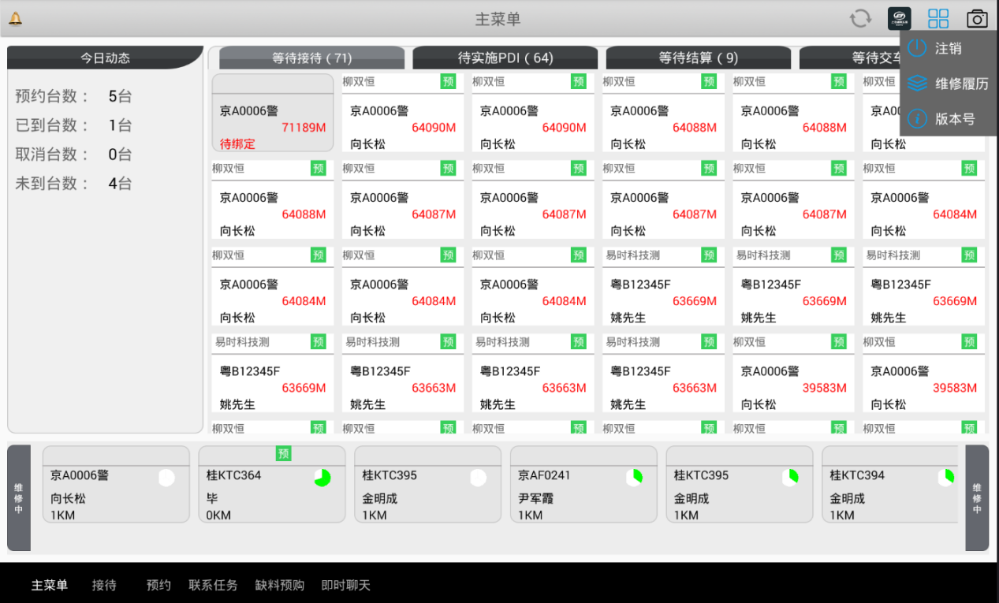 主菜单
注销
维修履历
版本号
今日动态
预约台数： 5台
已到台数： 1台
取消台数： 0台
未到台数： 4台
等待接待（71） 待实施PDI（64） 等待结算（9） 等待交车
柳双恒 预 柳双恒 预 柳双恒 预 柳双恒 预 柳双恒
京A0006警 京A0006警 京A0006警 京A0006警 京A0006警 京A00
71189M 64090M 64090M 64088M 64088M
待绑定 向长松 向长松 向长松 向长松 向长松
柳双恒 预 柳双恒 预 柳双恒 预 柳双恒 预 柳双恒 预 柳双恒 预
京A0006警 京A0006警 京A0006警 京A0006警 京A0006警 京A0006警
64088M 64087M 64087M 64087M 64087M 64084M
向长松 向长松 向长松 向长松 向长松 向长松
柳双恒 预 柳双恒 预 柳双恒 预 易时科技测 预 易时科技测 预 易时科技测 预
京A0006警 京A0006警 京A0006警 粤B12345F 粤B12345F 粤B12345F
64084M 64084M 64084M 63669M 63669M 63669M
向长松 向长松 向长松 姚先生 姚先生 姚先生
易时科技测 预 易时科技测 预 易时科技测 预 易时科技测 预 柳双恒 预 柳双恒 预
粤B12345F 粤B12345F 粤B12345F 粤B12345F 京A0006警 京A0006警
63669M 63663M 63663M 63663M 39583M 39583M
姚先生 姚先生 姚先生 姚先生 向长松 向长松
柳双恒 预 柳双恒 预 柳双恒 预 柳双恒 预 柳双恒 预 柳双恒 预
维修中
预
京A0006警 桂KTC364 桂KTC395 京AF0241 桂KTC395 桂KTC394
向长松 毕 金明成 尹军霞 金明成 金明成
1KM 0KM 1KM 1KM 1KM 1KM
维修中
主菜单 接待 预约 联系任务 缺料预购 即时聊天